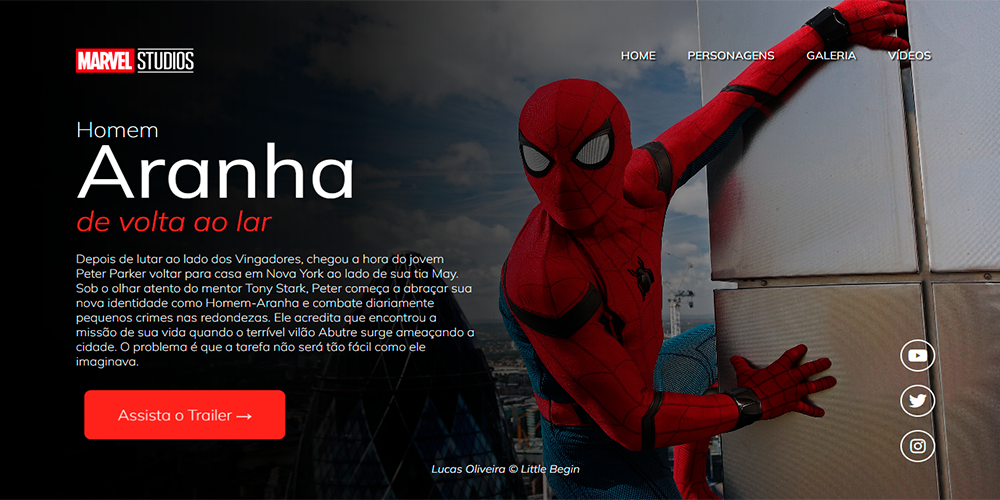 MARVEL STUDIOS
HOME PERSONAGENS GALERIA VÍDEOS
Homem
Aranha
de volta ao lar
Depois de lutar ao lado dos Vingadores, chegou a hora do jovem
Peter Parker voltar para casa em Nova York ao lado de sua tia May.
Sob o olhar atento do mentor Tony Stark, Peter começa a abraçar sua
nova identidade como Homem-Aranha e combate diariamente
pequenos crimes nas redondezas. Ele acredita que encontrou a
missão de sua vida quando o terrível vilão Abutre surge ameaçando a
cidade. O problema é que a tarefa não será tão fácil como ele
imaginava.
Assista o Trailer →
Lucas Oliveira © Little Begin